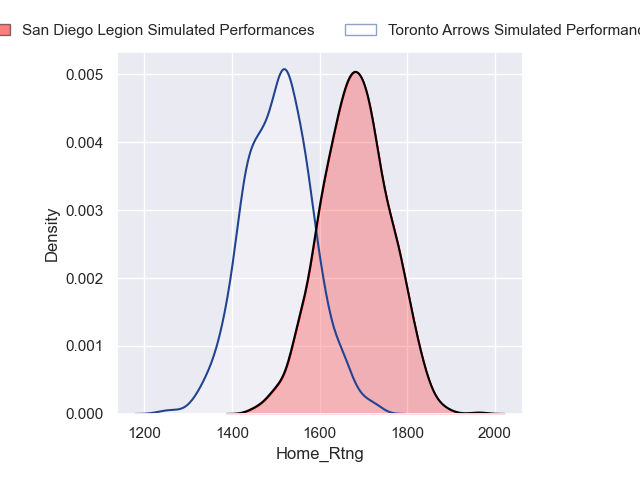 San Diego Legion Simulated Performances
Toronto Arrows Simulated
0.005
0.004
0.003
0.002
0.001
0.000
Density
1200 1400 1600 1800 2000
Home_Rtng